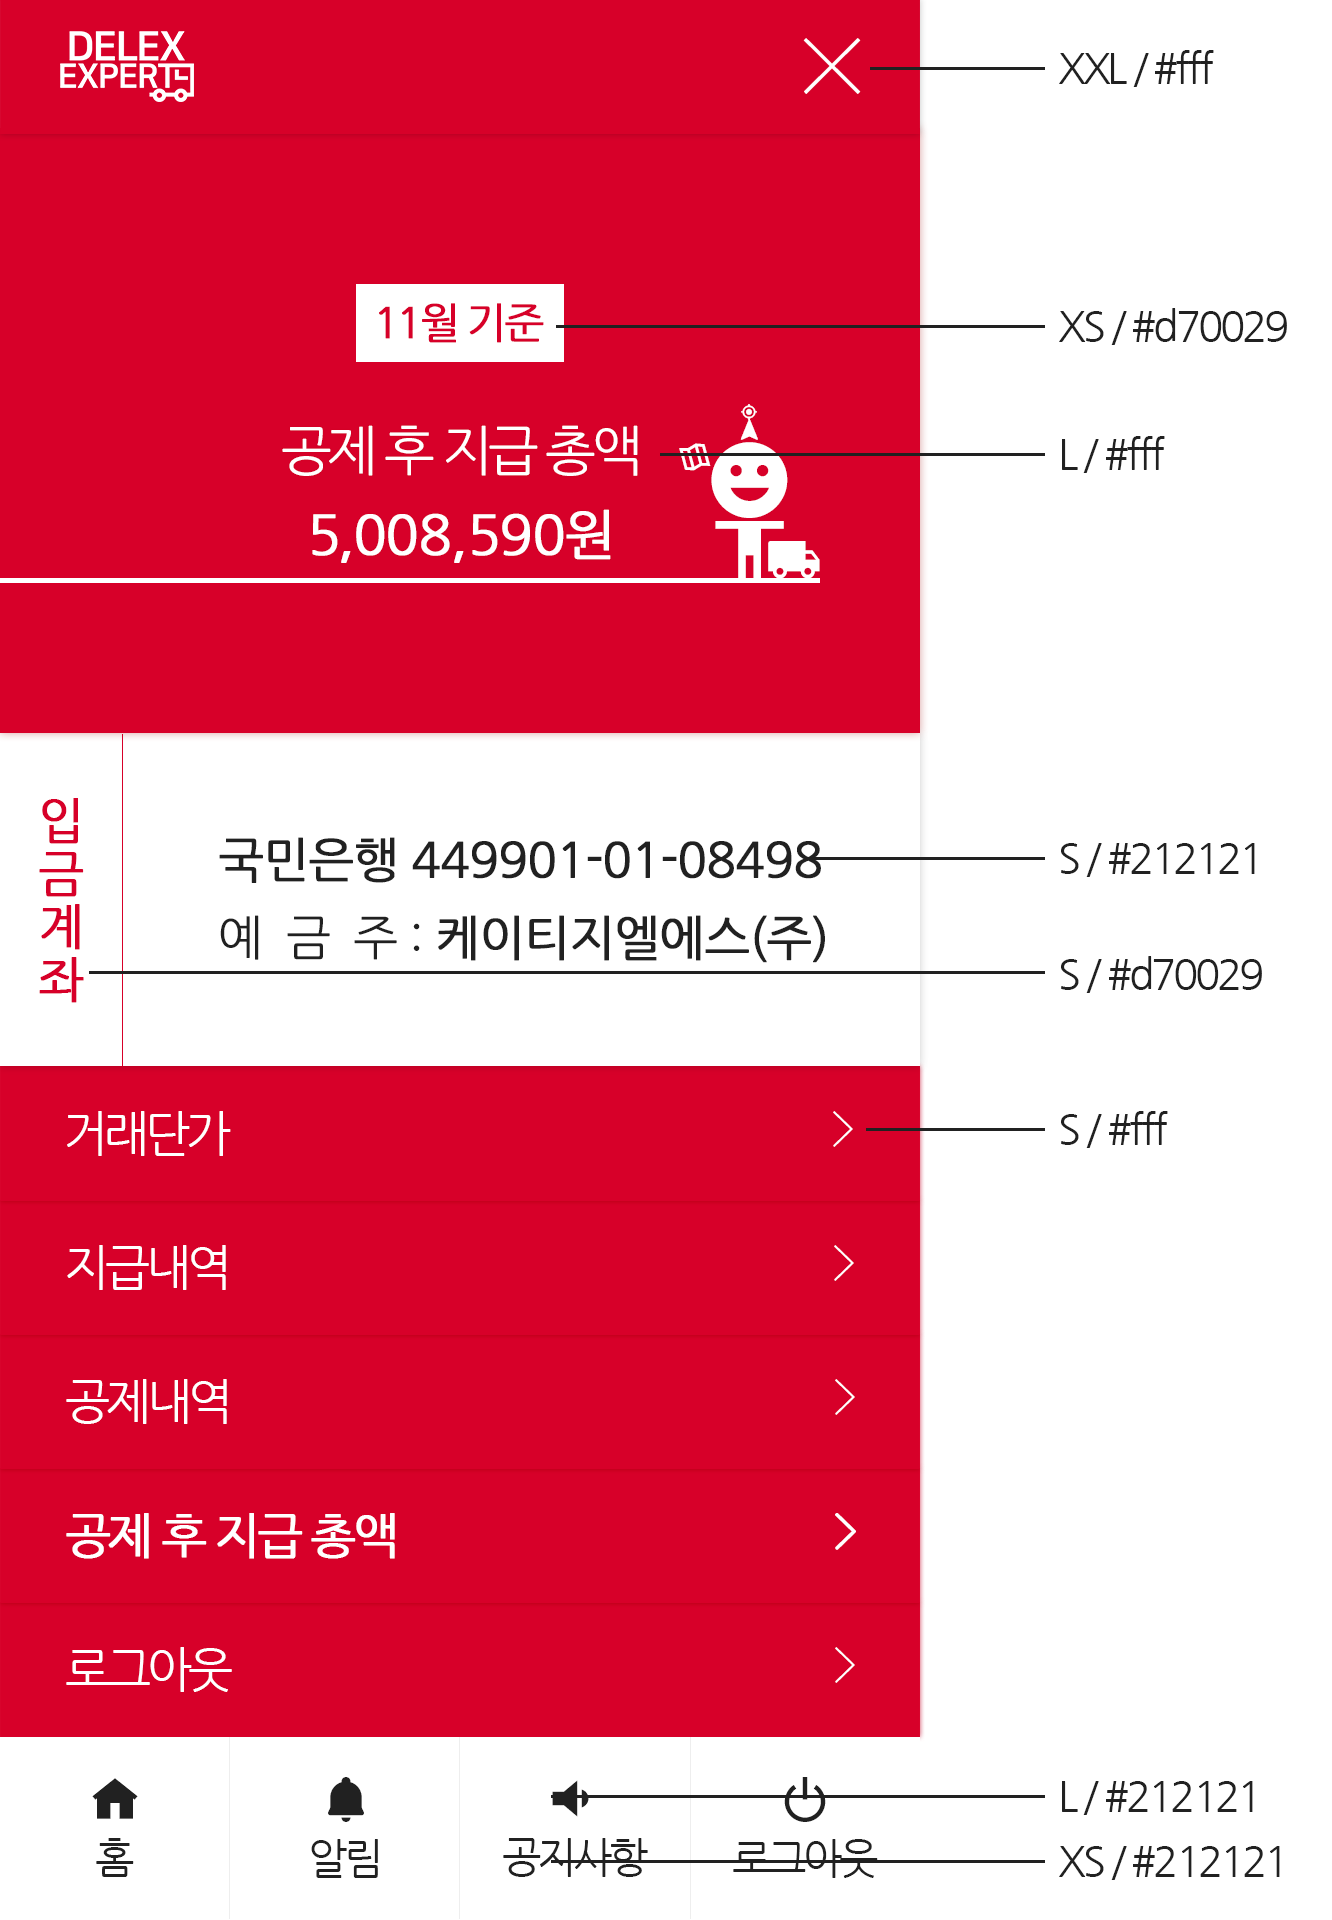 DELEX
EXPERT
XXL / #fff
11월 기준
XS / #d70029
공제 후 지급 총액
L / #fff
5,008,590원
입금계좌
국민은행 449901-01-08498
S / #212121
예 금 주 : 케이티지엘에스(주)
S / #d70029
거래단가
S / #fff
지급내역
공제내역
공제 후 지급 총액
로그아웃
L / #212121
홈 알림 공지사항 로그아웃
XS / #212121